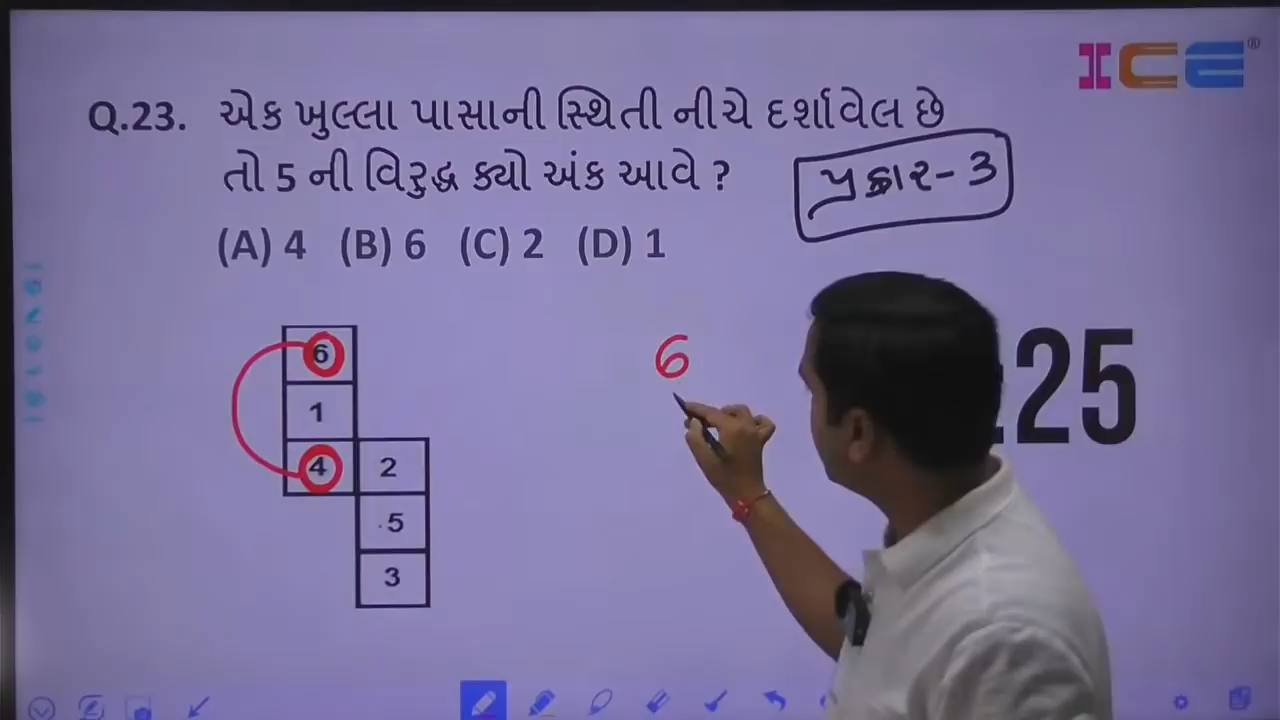 ICE®
Q.23. એક ખુલ્લા પાસાની સ્થિતી નીચે દર્શાવેલ છે
તો 5 ની વિરુદ્ધ ક્યો અંક આવે ?
પ્રકાર-3
(A) 4 (B) 6 (C) 2 (D) 1
6
1
4 2
5
3
6
25